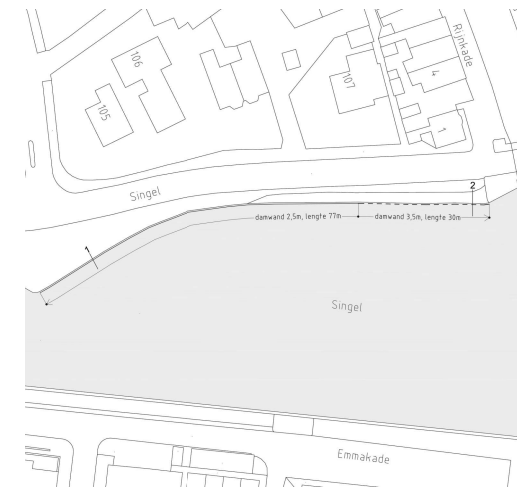 Rijnkade
106
105
107
4
1
Singel
2
damwand 2,5m, lengte 77m
damwand 3,5m, lengte 30m
1
Singel
Emmakade